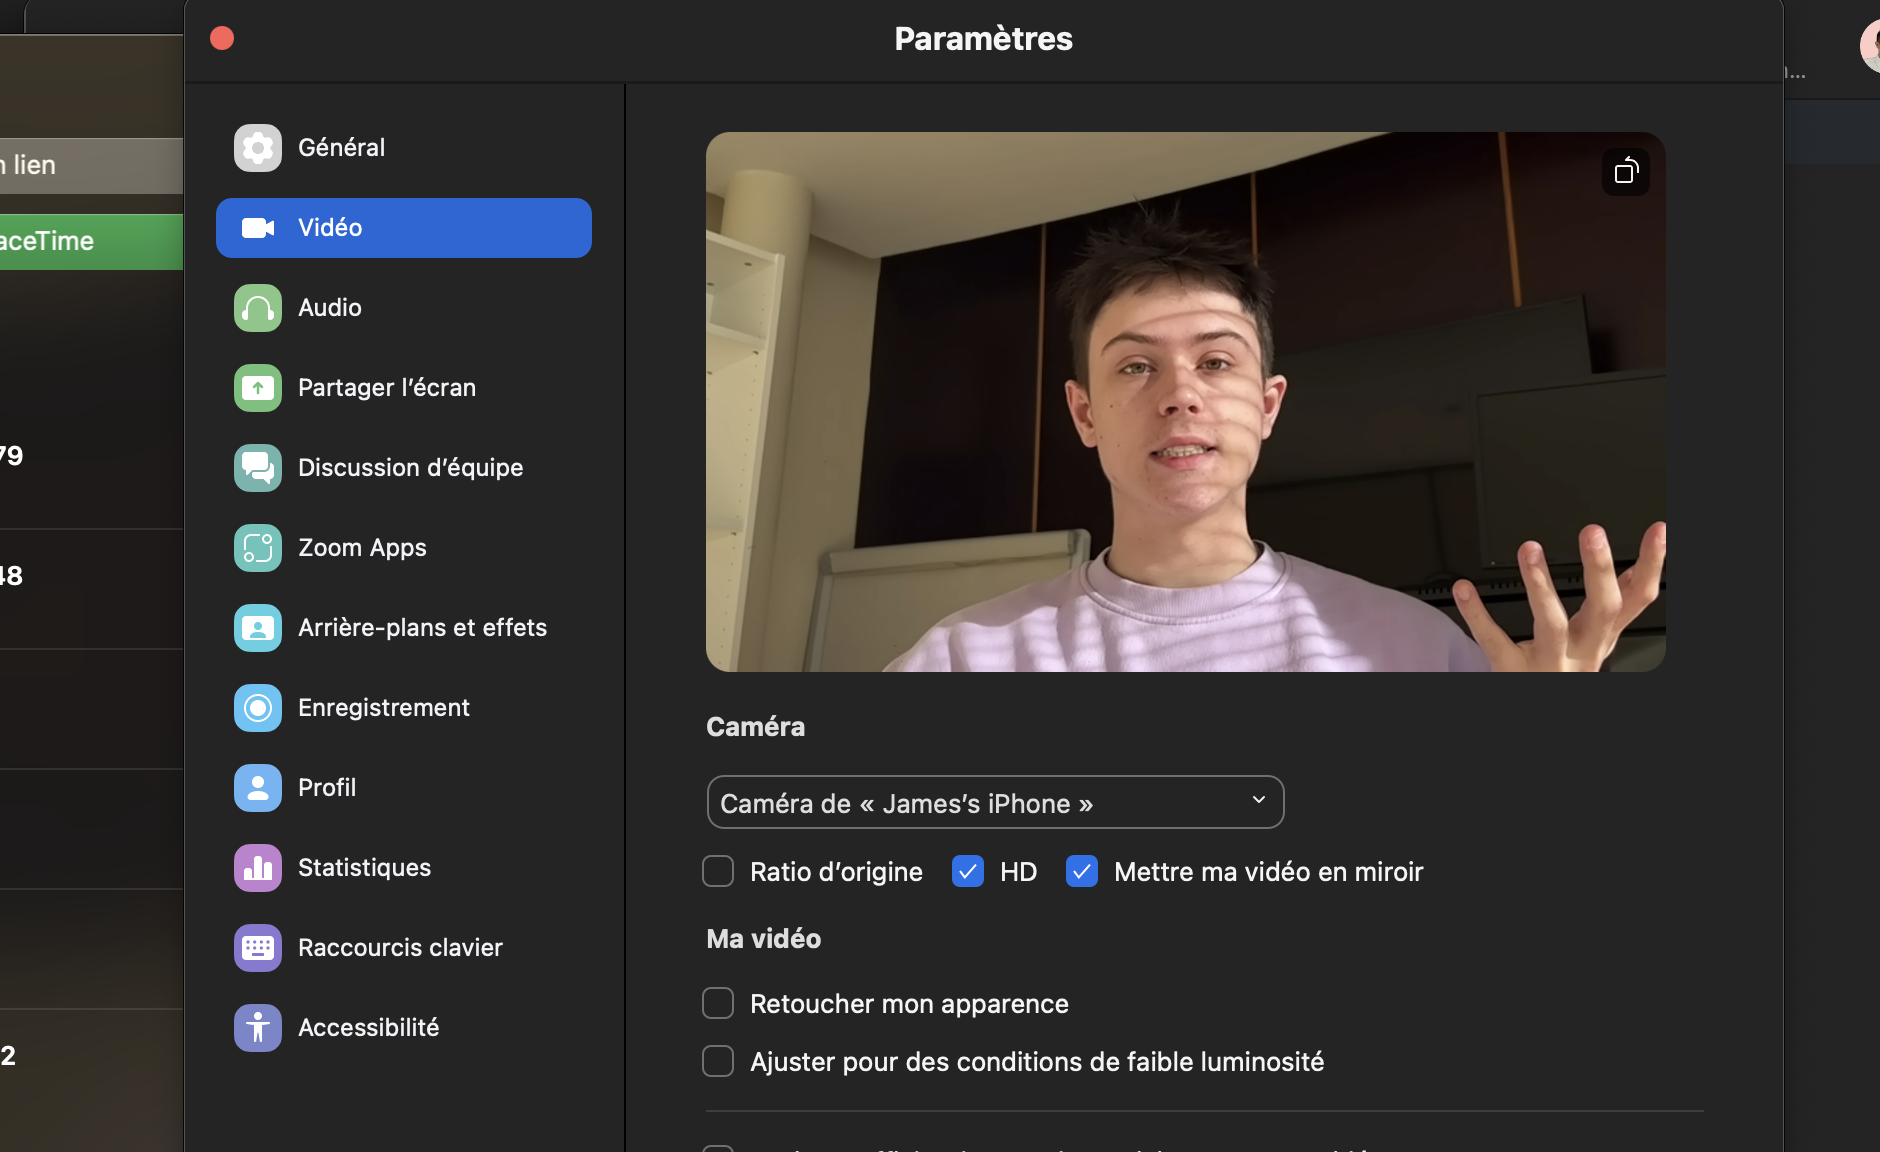 Paramètres
lien
79
48
2
Général
Vidéo
Audio
Partager l’écran
Discussion d’équipe
Zoom Apps
Arrière-plans et effets
Enregistrement
Profil
Statistiques
Raccourcis clavier
Accessibilité
Caméra
Caméra de « James’s iPhone »
Ratio d’origine
HD
Mettre ma vidéo en miroir
Ma vidéo
Retoucher mon apparence
Ajuster pour des conditions de faible luminosité